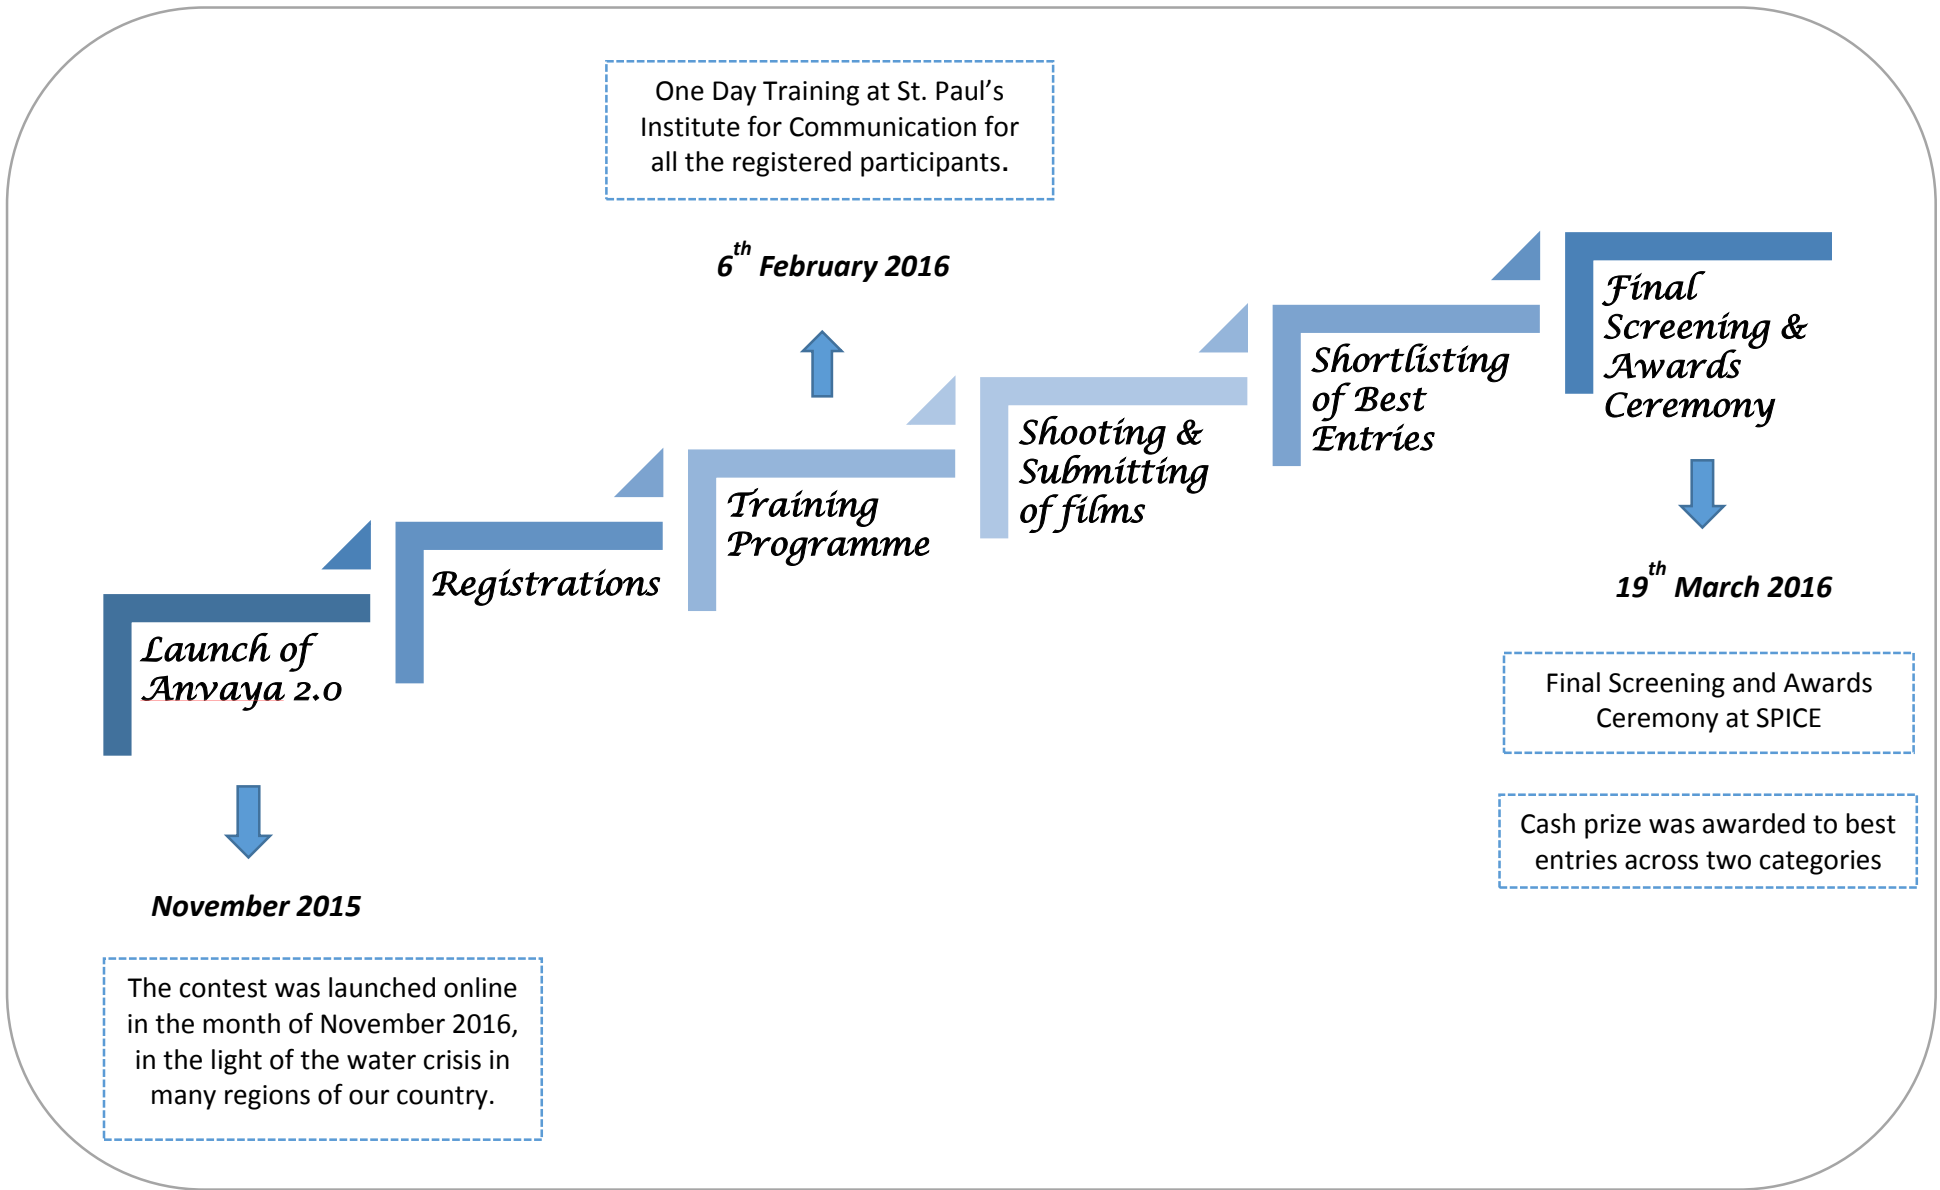 One Day Training at St. Paul's
Institute for Communication for
all the registered participants.
6th February 2016
Launch of
Anvaya 2.0
Registrations
Training
Programme
Shooting &
Submitting
of films
Shortlisting
of Best
Entries
Final
Screening &
Awards
Ceremony
November 2015
The contest was launched online
in the month of November 2016,
in the light of the water crisis in
many regions of our country.
19th March 2016
Final Screening and Awards
Ceremony at SPICE
Cash prize was awarded to best
entries across two categories